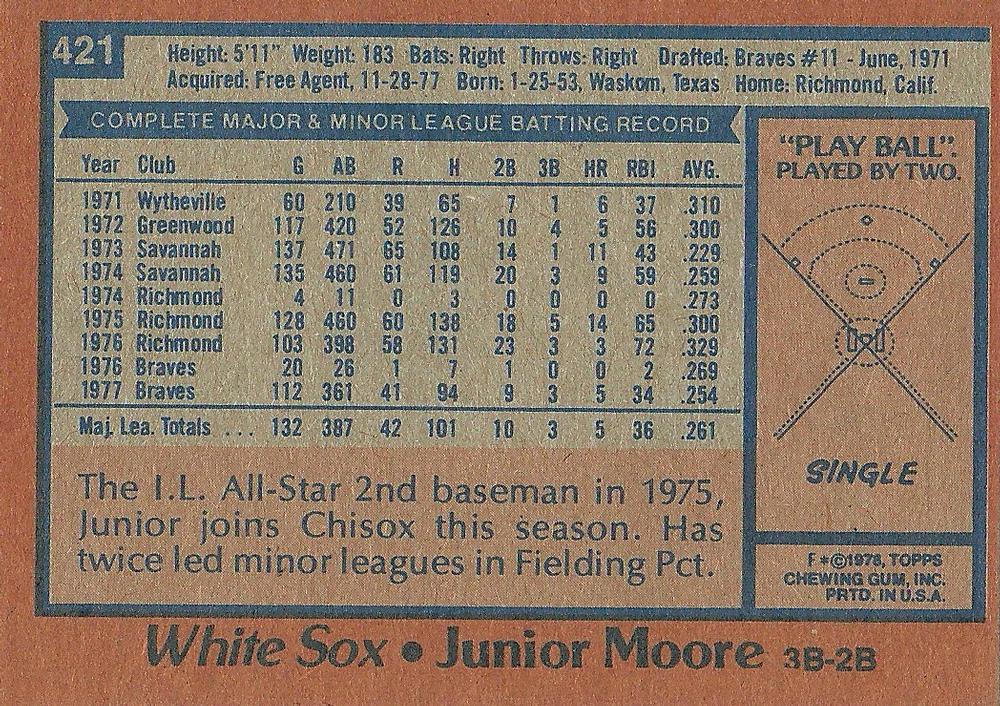 421
Height: 5'11" Weight: 183 Bats: Right Throws: Right Drafted: Braves #11 - June, 1971
Acquired: Free Agent, 11-28-77 Born: 1-25-53, Waskom, Texas Home: Richmond, Calif.
COMPLETE MAJOR & MINOR LEAGUE BATTING RECORD
Year Club G AB R H 2B 3B HR RBI AVG.
1971 Wytheville 60 210 39 65 7 1 6 37 .310
1972 Greenwood 117 420 52 126 10 4 5 56 .300
1973 Savannah 137 471 65 108 14 1 11 43 .229
1974 Savannah 135 460 61 119 20 3 9 59 .259
1974 Richmond 4 11 0 3 0 0 0 0 .273
1975 Richmond 128 460 60 138 18 5 14 65 .300
1976 Richmond 103 398 58 131 23 3 3 72 .329
1976 Braves 20 26 1 7 1 0 0 2 .269
1977 Braves 112 361 41 94 9 3 5 34 .254
Maj. Lea. Totals ... 132 387 42 101 10 3 5 36 .261
The I.L. All-Star 2nd baseman in 1975,
Junior joins Chisox this season. Has
twice led minor leagues in Fielding Pct.
"PLAY BALL".
PLAYED BY TWO.
SINGLE
F*©1978, TOPPS
CHEWING GUM, INC.
PRTD. IN U.S.A.
White Sox • Junior Moore 3B-2B